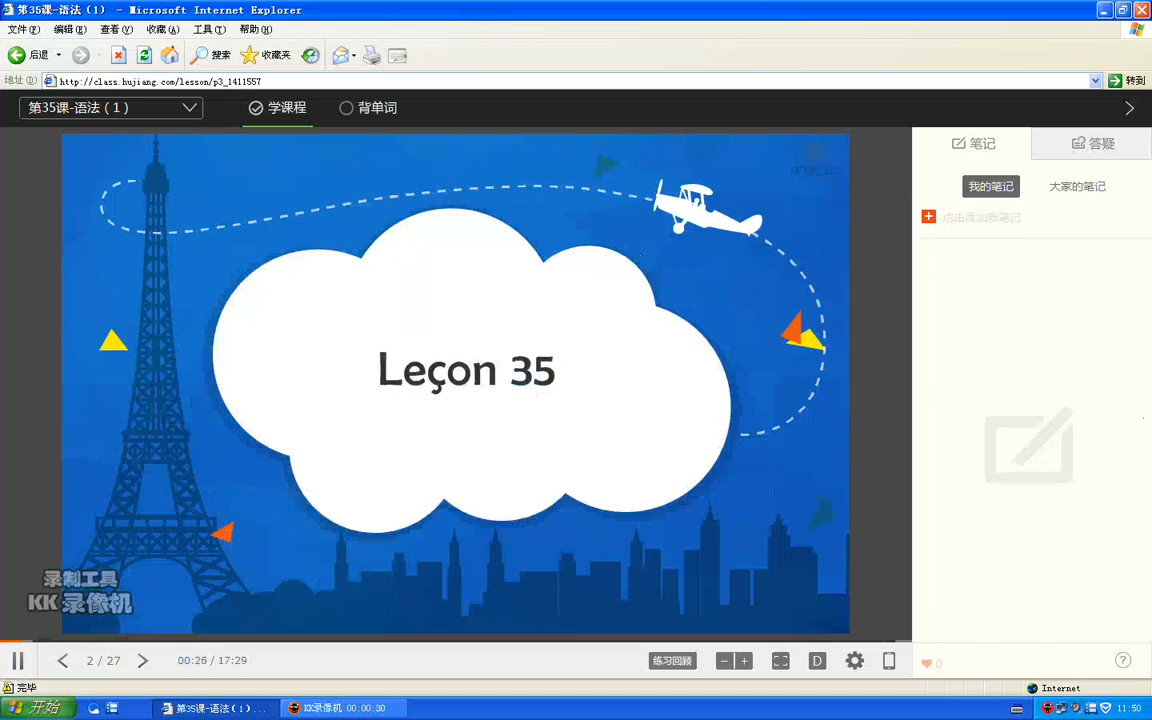 第35课-语法(1) - Microsoft Internet Explorer
文件(F) 编辑(E) 查看(V) 收藏(A) 工具(T) 帮助(H)
后退 搜索 收藏夹
地址(D) http://class.hujiang.com/lesson/p3_1411557 转到
第35课-语法(1) 学课程 背单词
笔记 答疑
我的笔记 大家的笔记
点击添加新笔记
Leçon 35
录制工具
KK 录像机
2 / 27 00:26 / 17:29 练习回顾 − + D 0 ?
完毕 Internet
开始 第35课-语法(1)... KK录像机 00:00:30 11:50